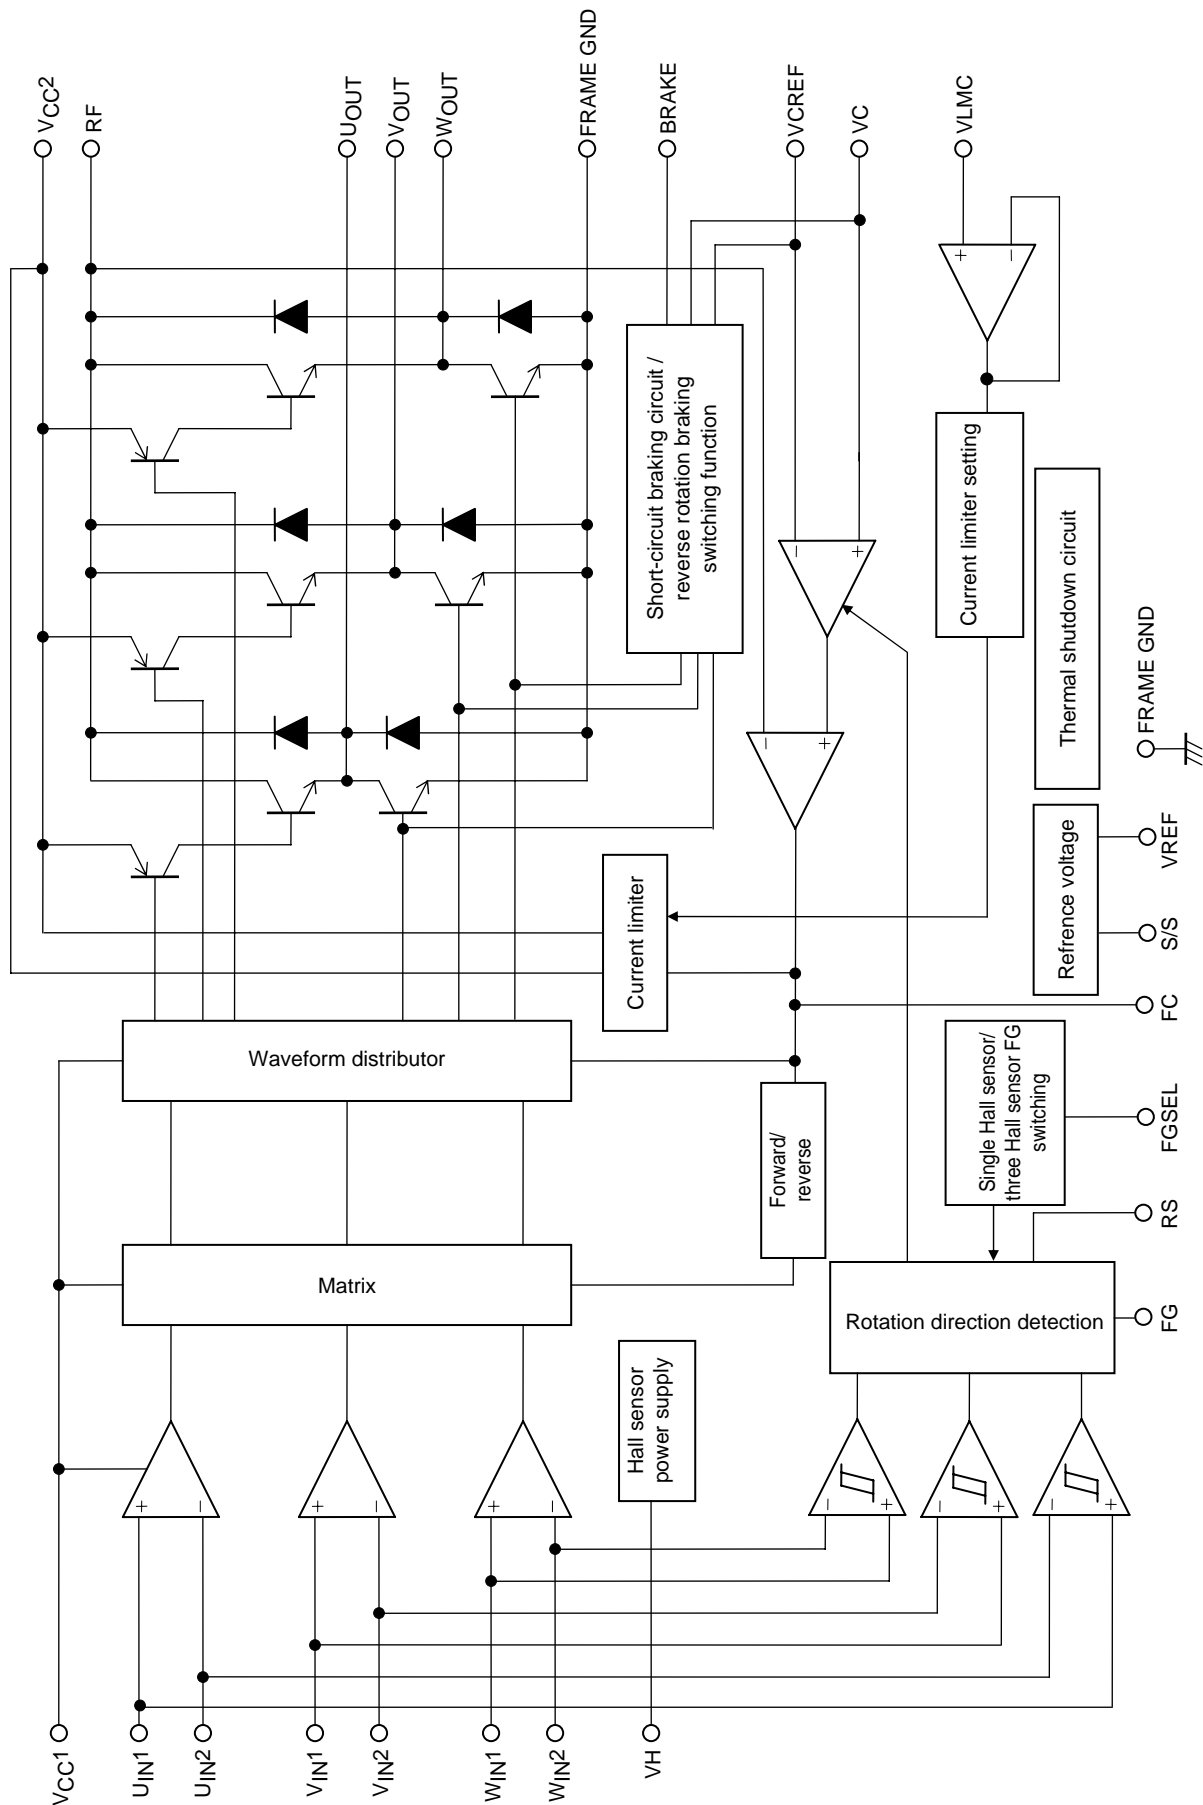 VCC2
RF
UOUT
VOUT
WOUT
FRAME GND
BRAKE
VCREF
VC
VLMC
Short-circuit braking circuit /
reverse rotation braking
switching function
+
−
−
+
Current limiter setting
Thermal shutdown circuit
FRAME GND
−
+
Current limiter
Refrence voltage
VREF
S/S
FC
Waveform distributor
Forward/
reverse
Single Hall sensor/
three Hall sensor FG
switching
FGSEL
RS
Matrix
Rotation direction detection
FG
Hall sensor
power supply
+
−
+
−
+
−
−
+
−
+
−
+
VCC1
UIN1
UIN2
VIN1
VIN2
WIN1
WIN2
VH